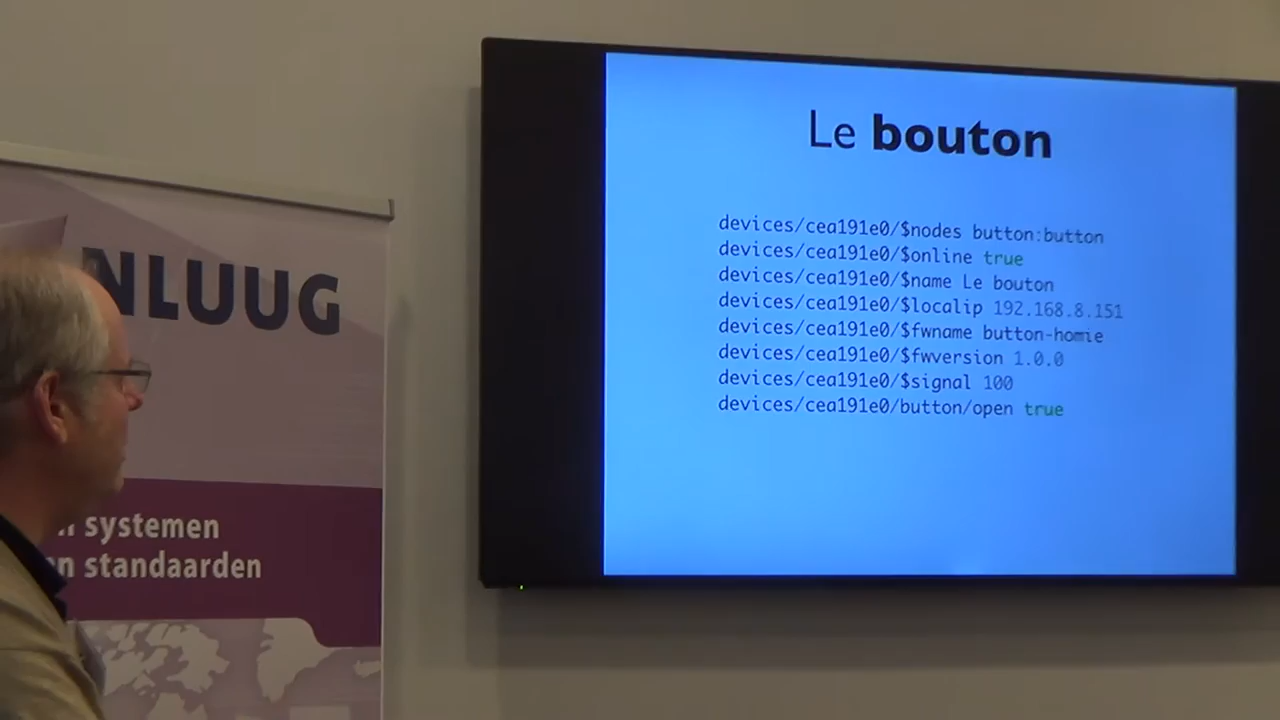 Le bouton
devices/cea191e0/$nodes button:button
devices/cea191e0/$online true
devices/cea191e0/$name Le bouton
devices/cea191e0/$localip 192.168.8.151
devices/cea191e0/$fwname button-homie
devices/cea191e0/$fwversion 1.0.0
devices/cea191e0/$signal 100
devices/cea191e0/button/open true
NLUUG
systemen
standaarden